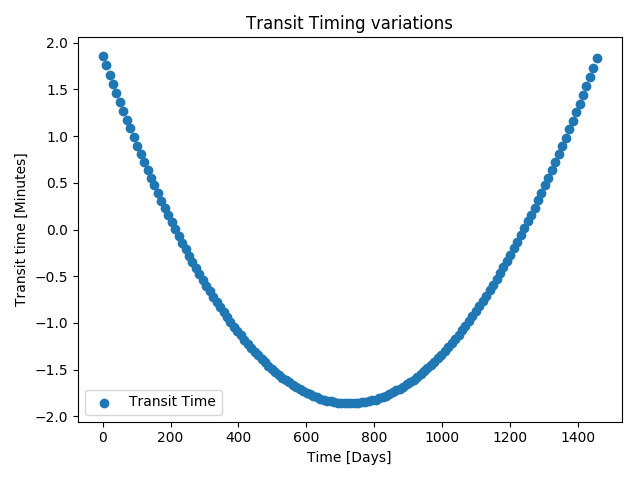 Transit Timing variations
Transit time [Minutes]
2.0
1.5
1.0
0.5
0.0
−0.5
−1.0
−1.5
−2.0
Transit Time
0 200 400 600 800 1000 1200 1400
Time [Days]